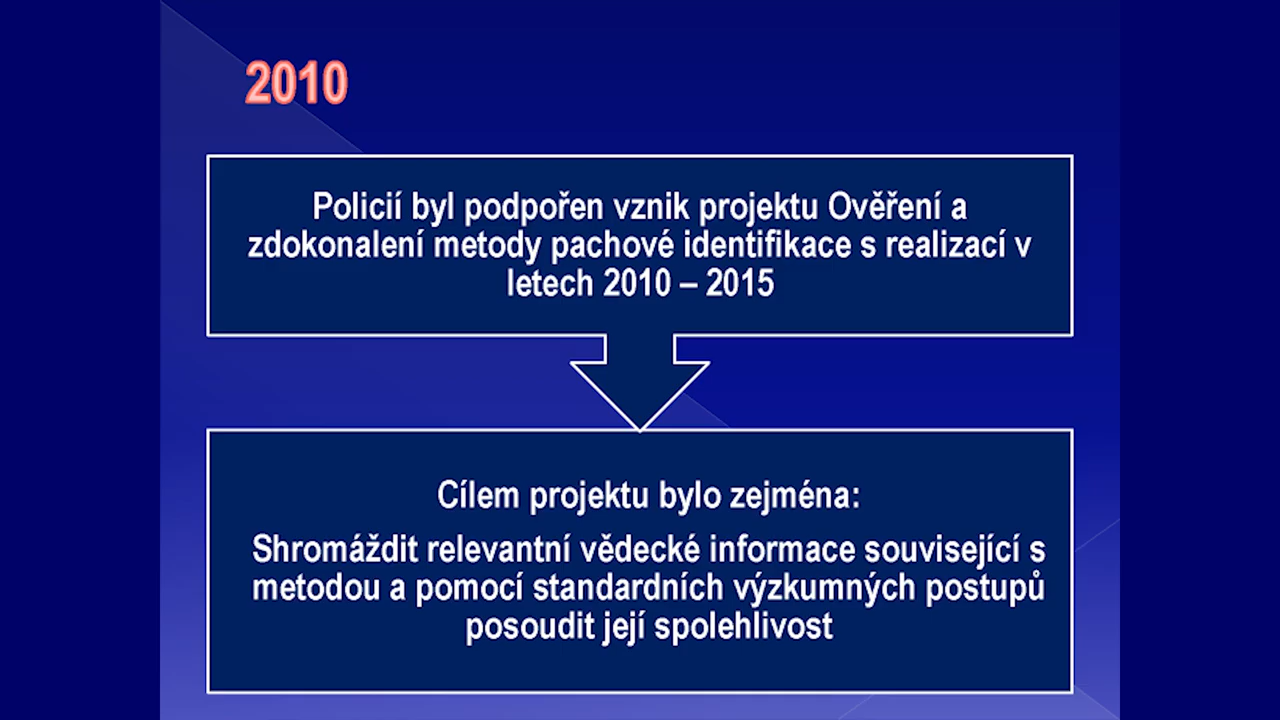 2010
Policií byl podpořen vznik projektu Ověření a
zdokonalení metody pachové identifikace s realizací v
letech 2010 – 2015
Cílem projektu bylo zejména:
Shromáždit relevantní vědecké informace související s
metodou a pomocí standardních výzkumných postupů
posoudit její spolehlivost